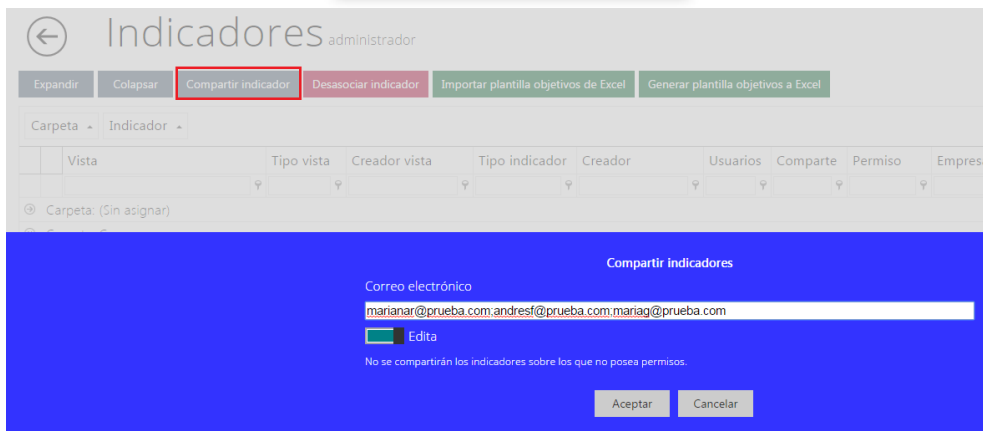 Indicadores administrador
Expandir Colapsar Compartir indicador Desasociar indicador Importar plantilla objetivos de Excel Generar plantilla objetivos a Excel
Carpeta Indicador
Vista Tipo vista Creador vista Tipo indicador Creador Usuarios Comparte Permiso Empres
Carpeta: (Sin asignar)
Compartir indicadores
Correo electrónico
marianar@prueba.com;andresf@prueba.com;mariag@prueba.com
Edita
No se compartirán los indicadores sobre los que no posea permisos.
Aceptar Cancelar